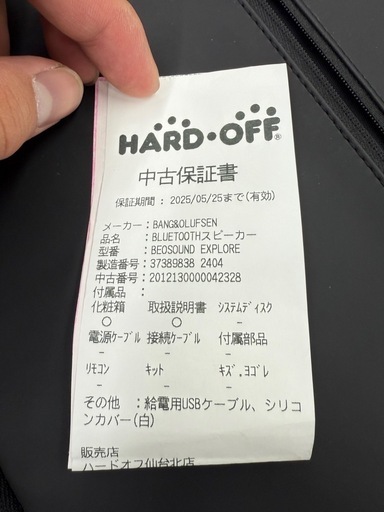 HARD・OFF®
中古保証書
保証期間 : 2025/05/25まで(有効)
メーカー : BANG&OLUFSEN
品名 : BLUETOOTHスピーカー
型番 : BEOSOUND EXPLORE
製造番号 : 37389838 2404
中古番号 : 2012130000042328
付属品 :
化粧箱 取扱説明書 ｼｽﾃﾑﾃﾞｨｽｸ
○ ○ −
電源ｹｰﾌﾞﾙ 接続ｹｰﾌﾞﾙ 付属部品
− − −
ﾘﾓｺﾝ ｷｯﾄ ｷｽﾞ,ﾖｺﾞﾚ
− − −
その他 : 給電用USBケーブル、シリコ
ンカバー(白)
販売店
ハードオフ仙台北店